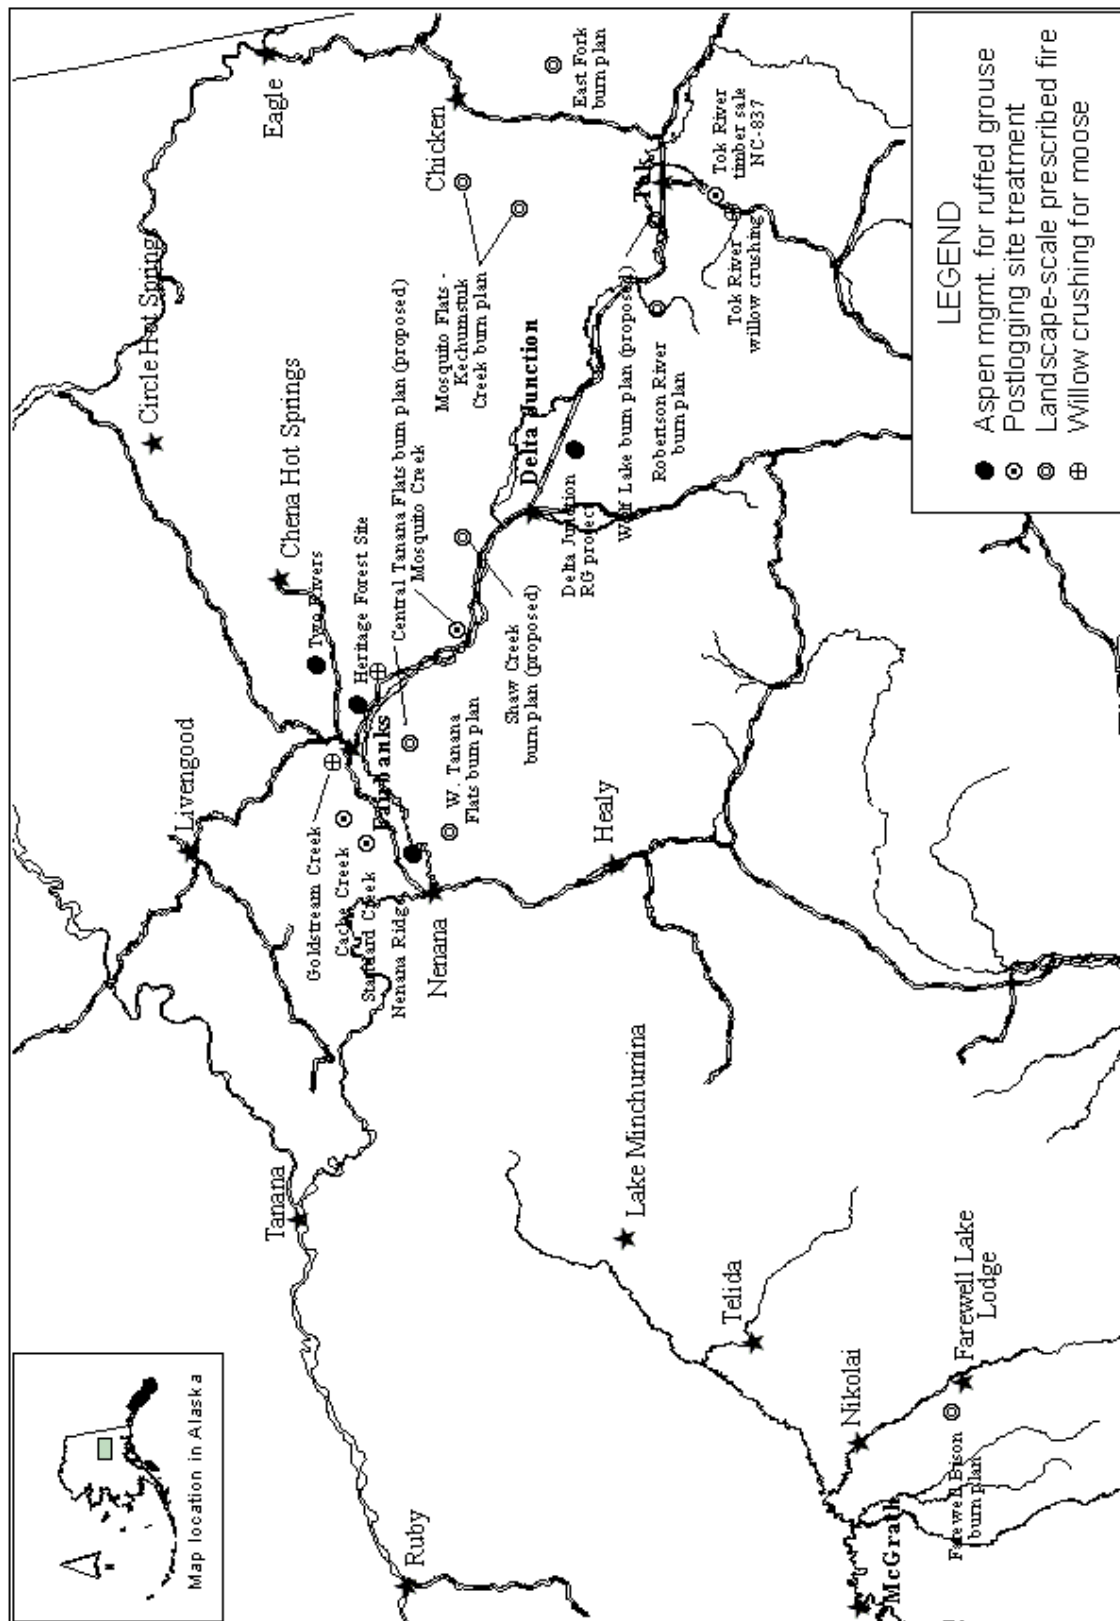 Map location in Alaska
N
Ruby
Tanana
Livengood
Circle Hot Spring
Eagle
Chena Hot Springs
Two Rivers
Heritage Forest Site
Central Tanana Flats burn plan (proposed)
Mosquito Creek
Goldstream Creek
Cache Creek
Standard Creek
Nenana Ridge
Fairbanks
Nenana
W. Tanana
Flats burn plan
Shaw Creek
burn plan (proposed)
Delta Junction
Delta Junction
RG project
Mosquito Flats -
Kechumstuk
Creek burn plan
Chicken
East Fork
burn plan
Wolf Lake burn plan (proposed)
Robertson River
burn plan
Tok
Tok River
timber sale
NC-837
Tok River
willow crushing
Healy
Lake Minchumina
Telida
Nikolai
Farewell Lake
Lodge
Farewell Bison
burn plan
McGrath
LEGEND
Aspen mgmt. for ruffed grouse
Postlogging site treatment
Landscape-scale prescribed fire
Willow crushing for moose